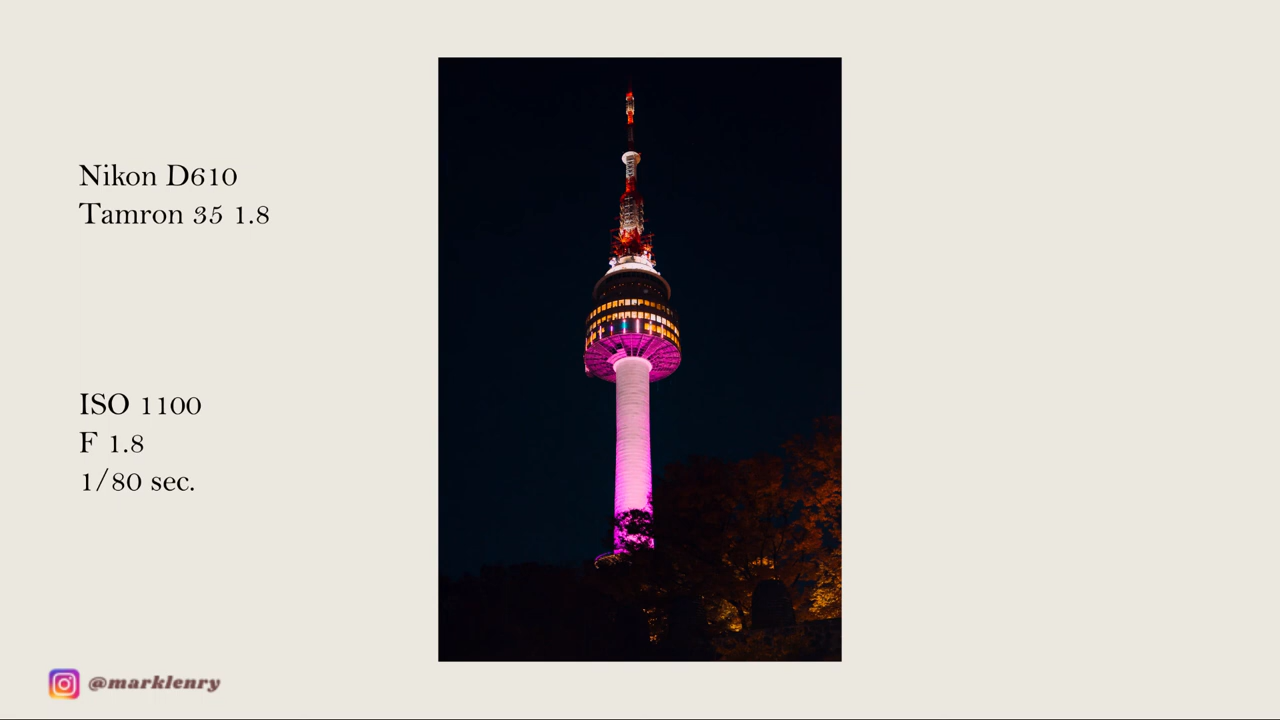 Nikon D610
Tamron 35 1.8
ISO 1100
F 1.8
1/80 sec.
@marklenry